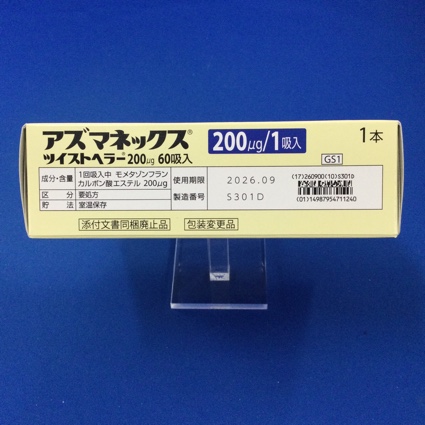 アズマネックス®
ツイストヘラー®200μg 60吸入
200μg/1吸入
1本
GS1
成分・含量 1回吸入中 モメタゾンフランカルボン酸エステル 200μg
区分 要処方
貯法 室温保存
使用期限 2026.09
製造番号 S301D
(17)260900(10)S301D
(01)14987954711240
添付文書同梱廃止品
包装変更品